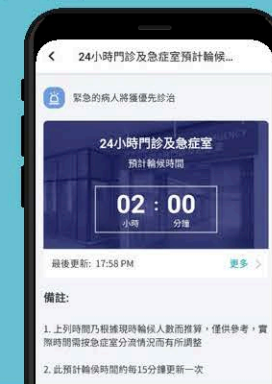 24小時門診及急症室預計輪候...
緊急的病人將獲優先診治
24小時門診及急症室
預計輪候時間
02 : 00
小時 分鐘
最後更新: 17:58 PM 更多 >
備註:
1. 上列時間乃根據現時輪候人數而推算，僅供參考，實
際時間需按急症室分流情況而有所調整
2. 此預計輪侯時間約每15分鐘更新一次